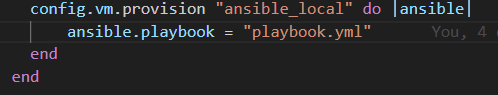 config.vm.provision "ansible_local" do |ansible|
ansible.playbook = "playbook.yml" You, 4
end
end